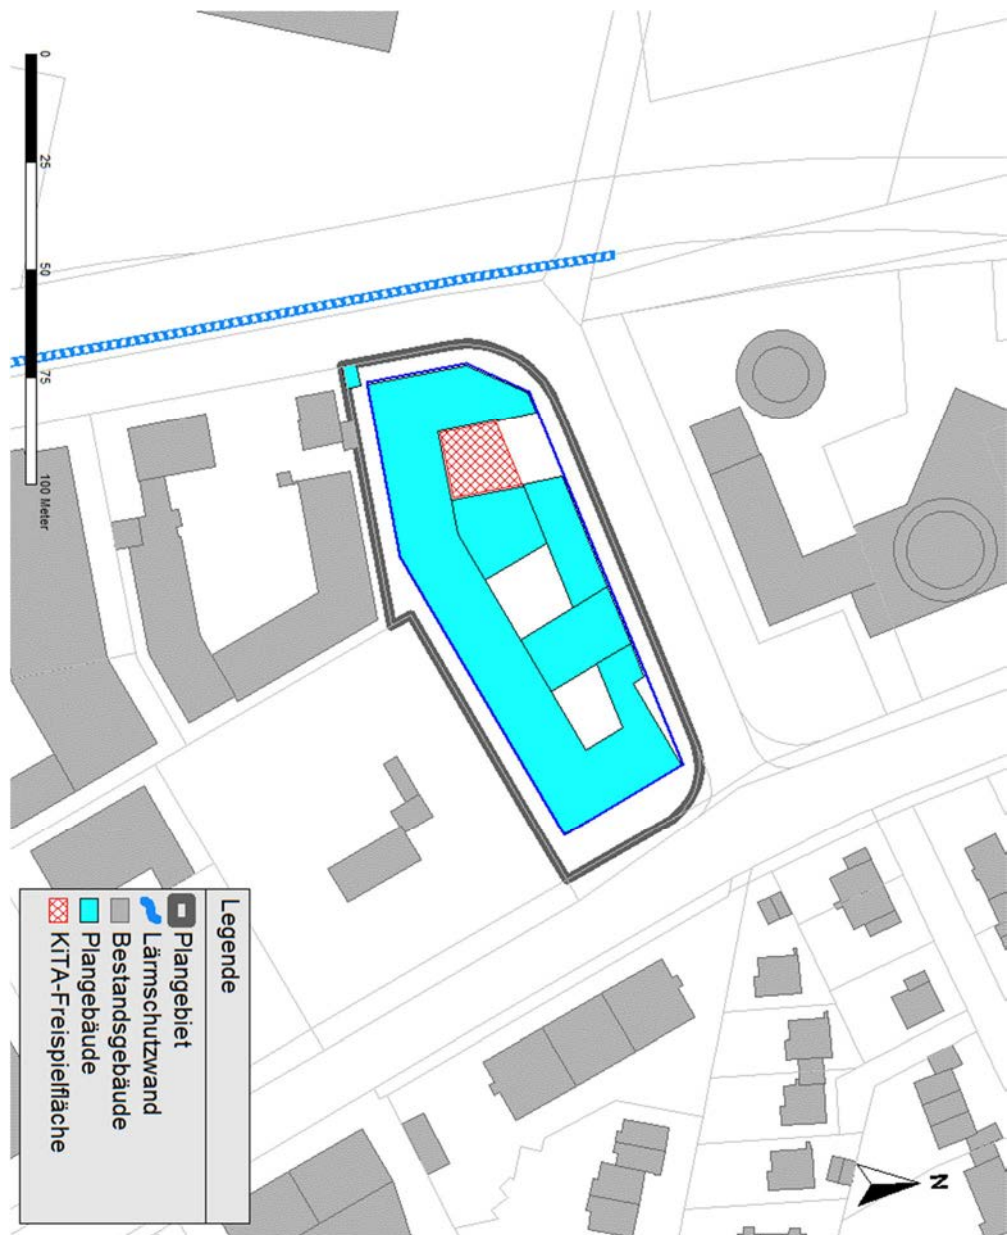 0
25
50
75
100 Meter
Legende
Plangebiet
Lärmschutzwand
Bestandsgebäude
Plangebäude
KiTA-Freispielfläche
N